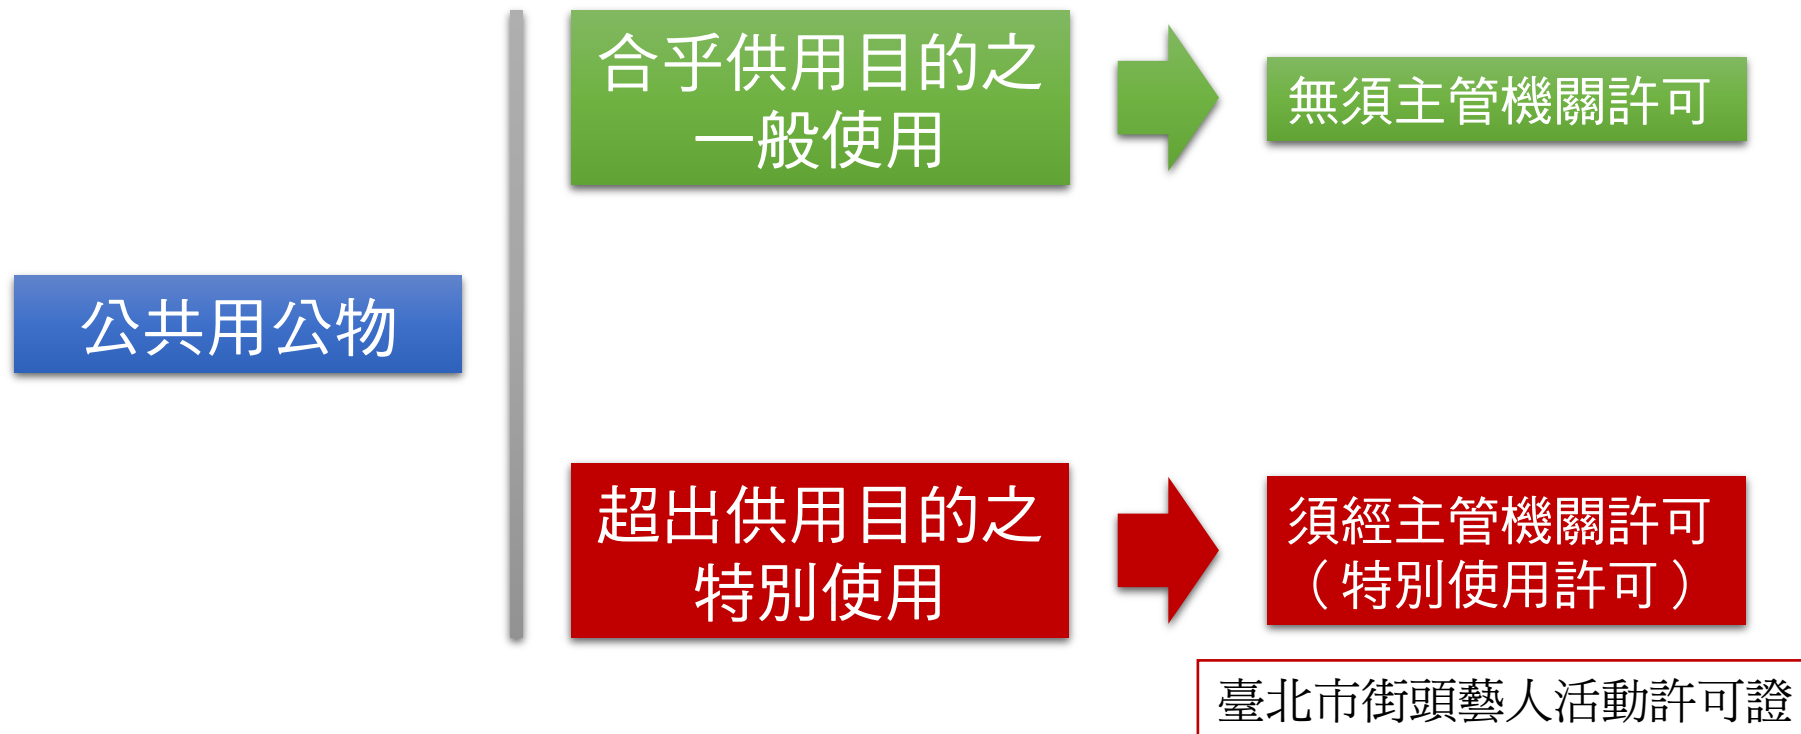 公共用公物
合乎供用目的之
一般使用
無須主管機關許可
超出供用目的之
特別使用
須經主管機關許可
（特別使用許可）
臺北市街頭藝人活動許可證